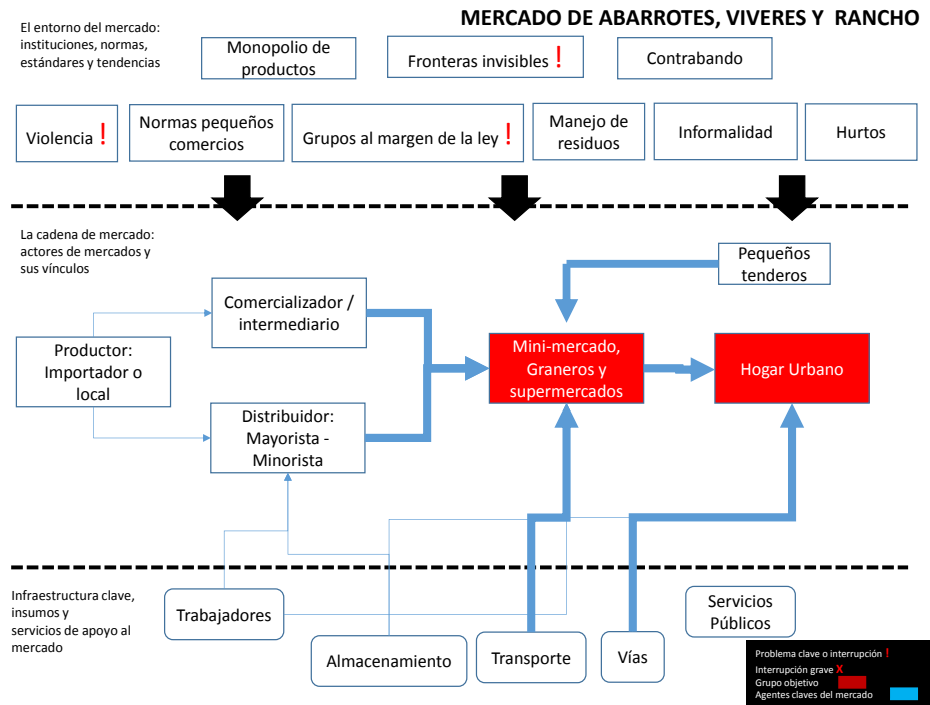 MERCADO DE ABARROTES, VIVERES Y RANCHO
El entorno del mercado:
instituciones, normas,
estándares y tendencias
Monopolio de
productos
Fronteras invisibles !
Contrabando
Violencia !
Normas pequeños
comercios
Grupos al margen de la ley !
Manejo de
residuos
Informalidad
Hurtos
La cadena de mercado:
actores de mercados y
sus vínculos
Pequeños
tenderos
Comercializador /
intermediario
Productor:
Importador o
local
Mini-mercado,
Graneros y
supermercados
Hogar Urbano
Distribuidor:
Mayorista -
Minorista
Infraestructura clave,
insumos y
servicios de apoyo al
mercado
Trabajadores
Almacenamiento
Transporte
Vías
Servicios
Públicos
Problema clave o interrupción !
Interrupción grave X
Grupo objetivo
Agentes claves del mercado